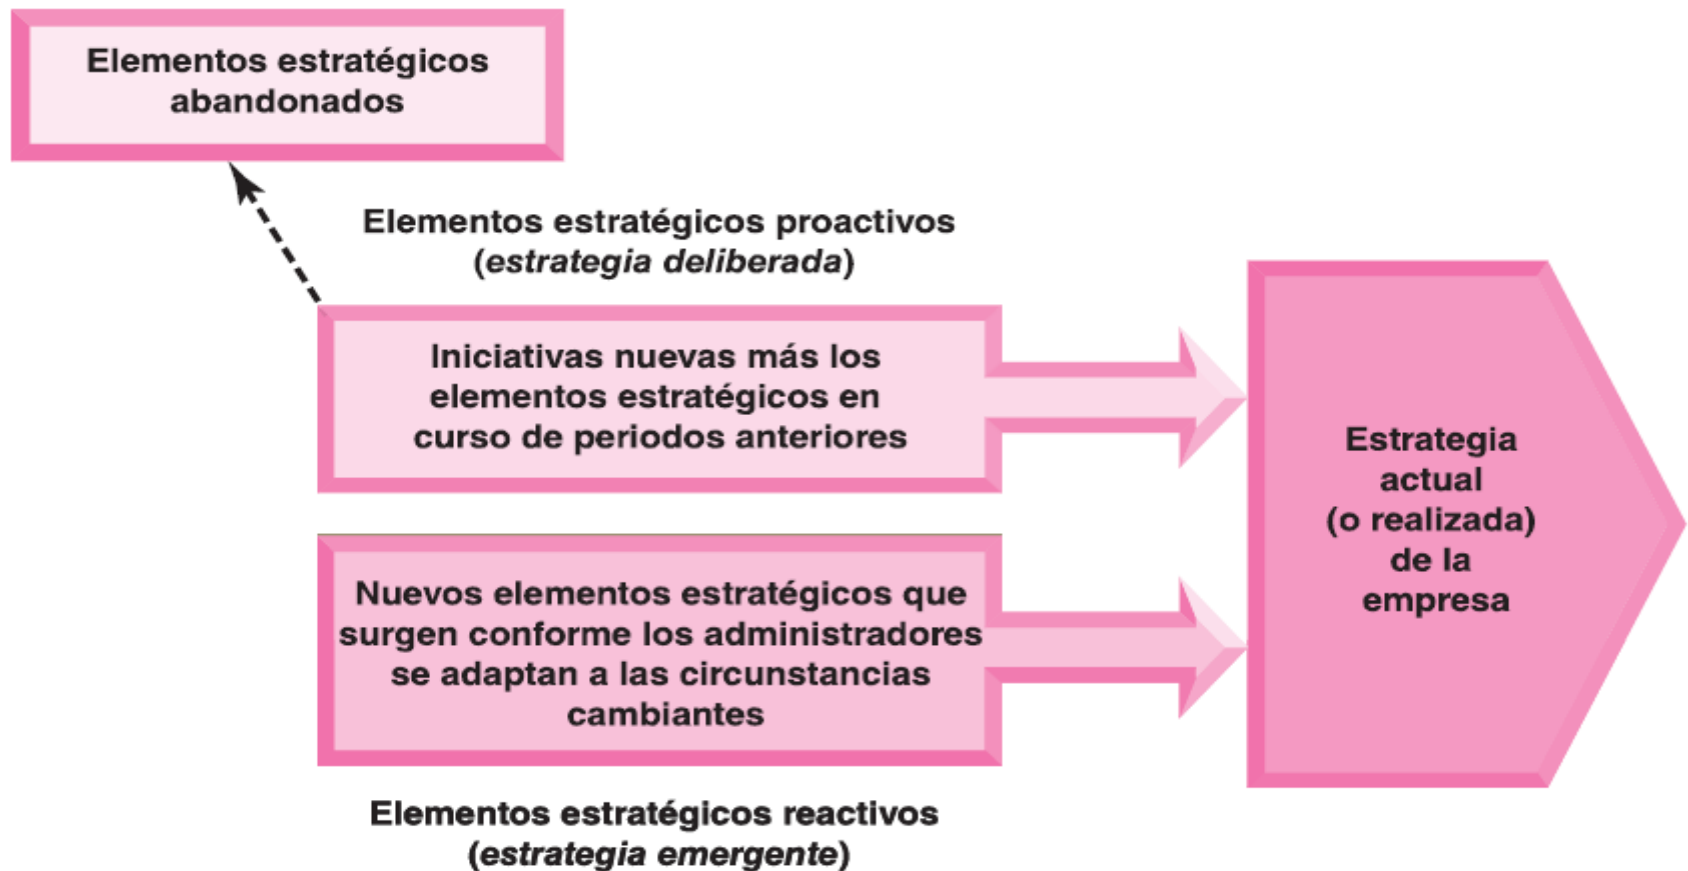 Elementos estratégicos
abandonados
Elementos estratégicos proactivos
(estrategia deliberada)
Iniciativas nuevas más los
elementos estratégicos en
curso de periodos anteriores
Nuevos elementos estratégicos que
surgen conforme los administradores
se adaptan a las circunstancias
cambiantes
Elementos estratégicos reactivos
(estrategia emergente)
Estrategia
actual
(o realizada)
de la
empresa